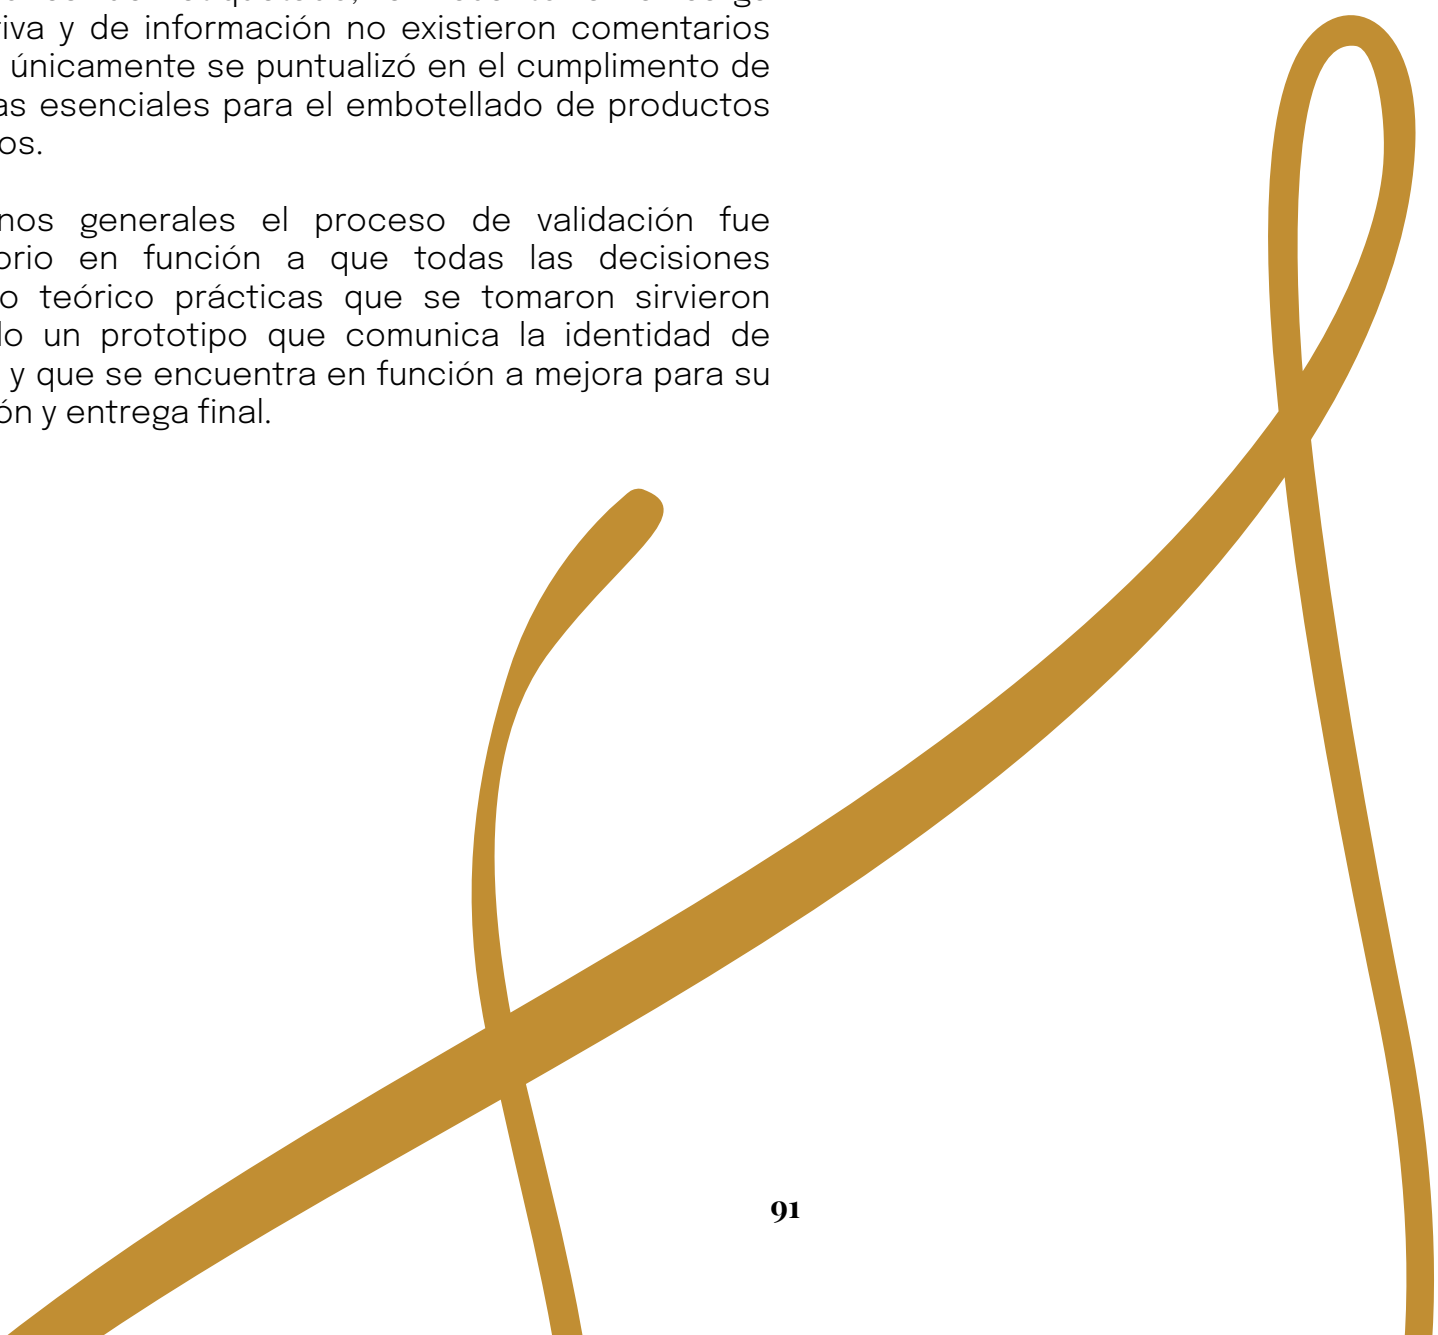 iva y de información no existieron comentarios
únicamente se puntualizó en el cumplimento de
as esenciales para el embotellado de productos
os.
nos generales el proceso de validación fue
orio en función a que todas las decisiones
o teórico prácticas que se tomaron sirvieron
do un prototipo que comunica la identidad de
y que se encuentra en función a mejora para su
ón y entrega final.
91